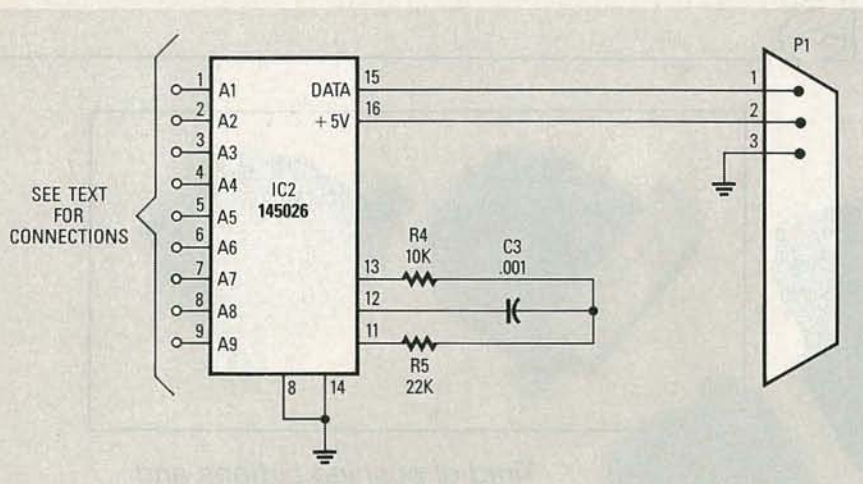 P1
1
2
3
SEE TEXT
FOR
CONNECTIONS
1 A1
2 A2
3 A3
4 A4
5 A5
6 A6
7 A7
8 A8
9 A9
IC2
145026
DATA 15
+5V 16
13
12
11
R4
10K
C3
.001
R5
22K
8
14